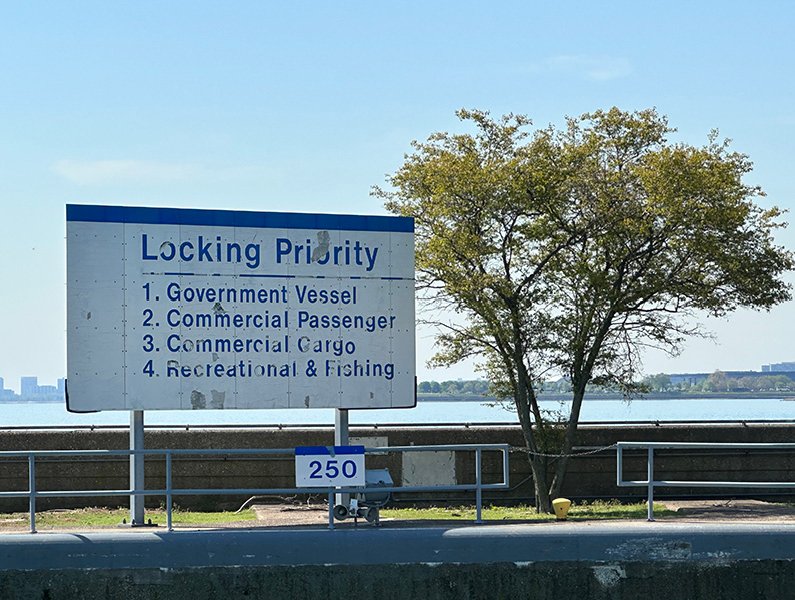 Locking Priority
1. Government Vessel
2. Commercial Passenger
3. Commercial Cargo
4. Recreational & Fishing
250